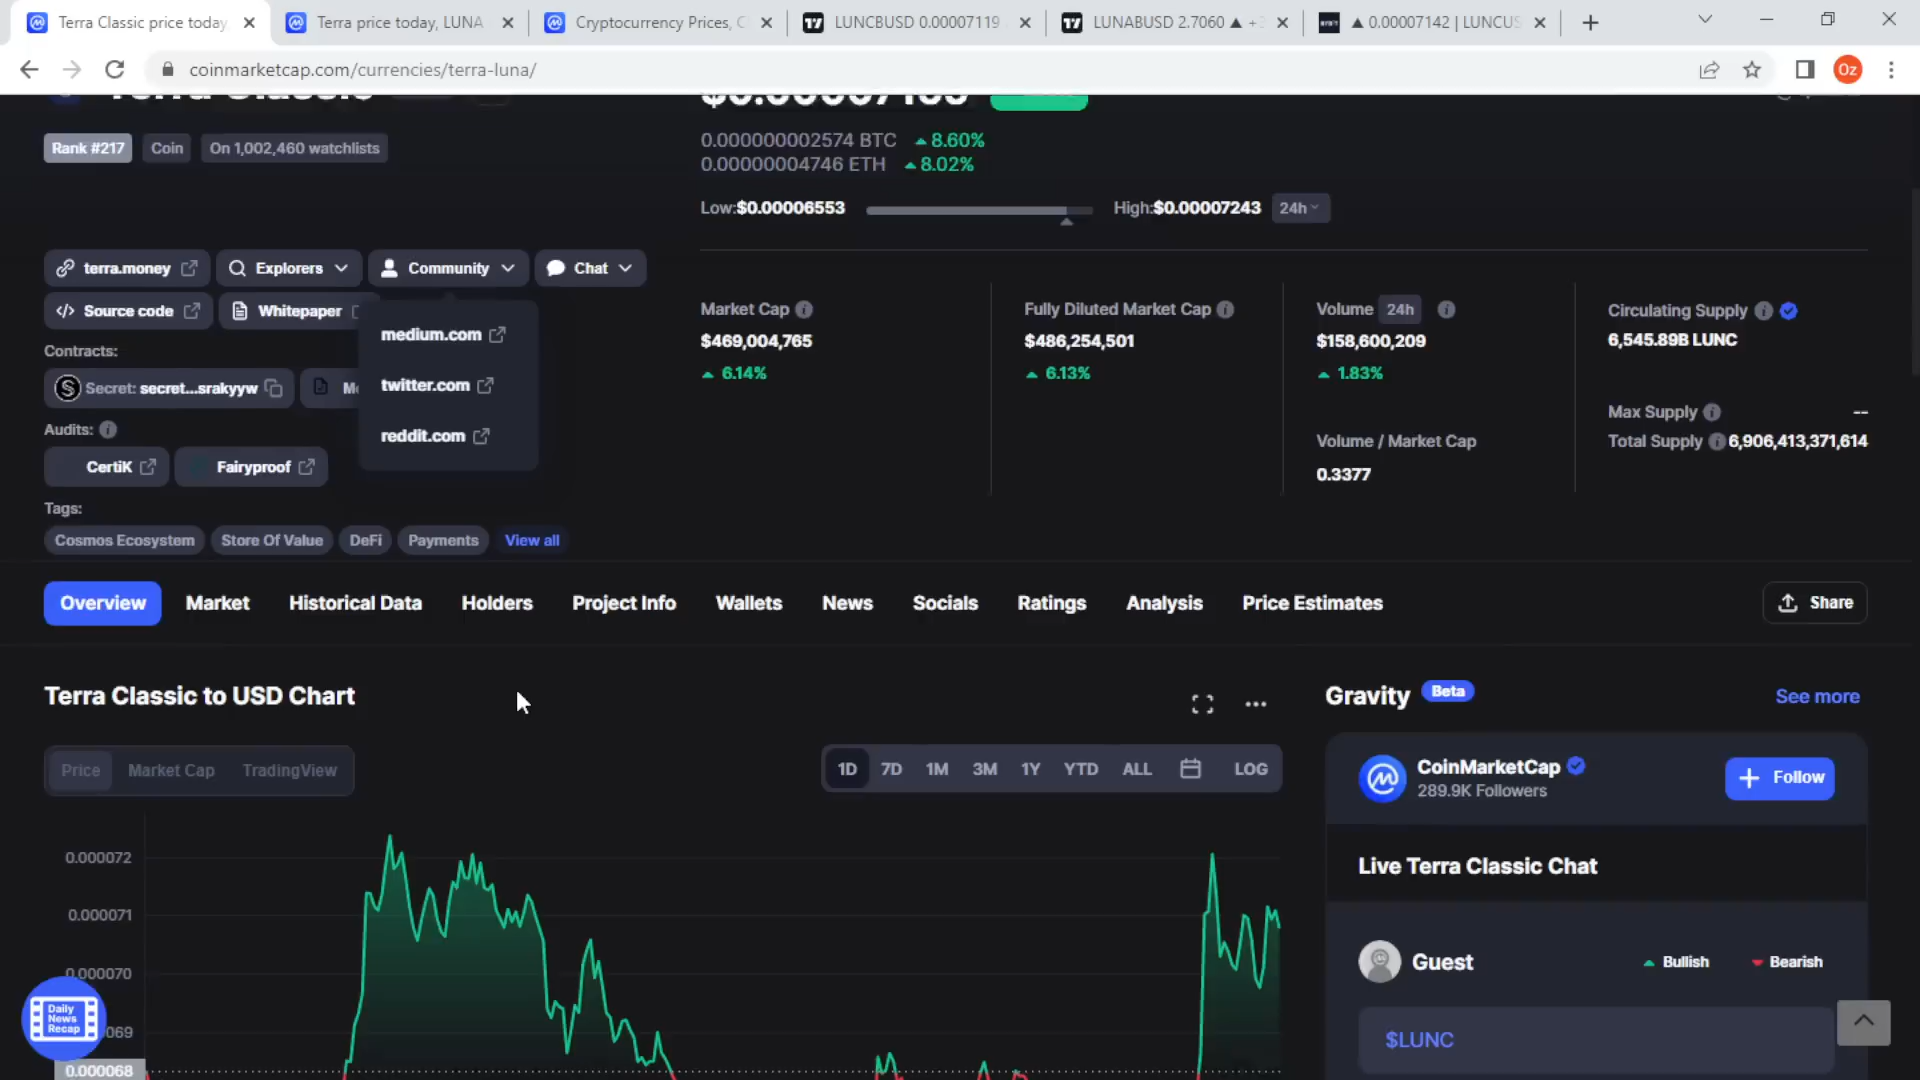 Terra Classic price today,
Terra price today, LUNA
Cryptocurrency Prices, C
LUNCBUSD 0.00007119
LUNABUSD 2.7060 ▲ +
▲ 0.00007142 | LUNCUS
coinmarketcap.com/currencies/terra-luna/
Oz
Terra Classic
Rank #217
Coin
On 1,002,460 watchlists
0.000000002574 BTC 8.60%
0.00000004746 ETH 8.02%
Low:$0.00006553
High:$0.00007243
24h
terra.money
Explorers
Community
Chat
Source code
Whitepaper
medium.com
twitter.com
reddit.com
Contracts:
Secret: secret...srakyyw
Audits:
CertiK
Fairyproof
Tags:
Cosmos Ecosystem
Store Of Value
DeFi
Payments
View all
Market Cap
$469,004,765
6.14%
Fully Diluted Market Cap
$486,254,501
6.13%
Volume 24h
$158,600,209
1.83%
Volume / Market Cap
0.3377
Circulating Supply
6,545.89B LUNC
Max Supply --
Total Supply 6,906,413,371,614
Overview
Market
Historical Data
Holders
Project Info
Wallets
News
Socials
Ratings
Analysis
Price Estimates
Share
Terra Classic to USD Chart
Price
Market Cap
TradingView
1D
7D
1M
3M
1Y
YTD
ALL
LOG
0.000072
0.000071
0.000070
069
0.000068
Daily
News
Recap
Gravity Beta
See more
CoinMarketCap
289.9K Followers
Follow
Live Terra Classic Chat
Guest
Bullish
Bearish
$LUNC